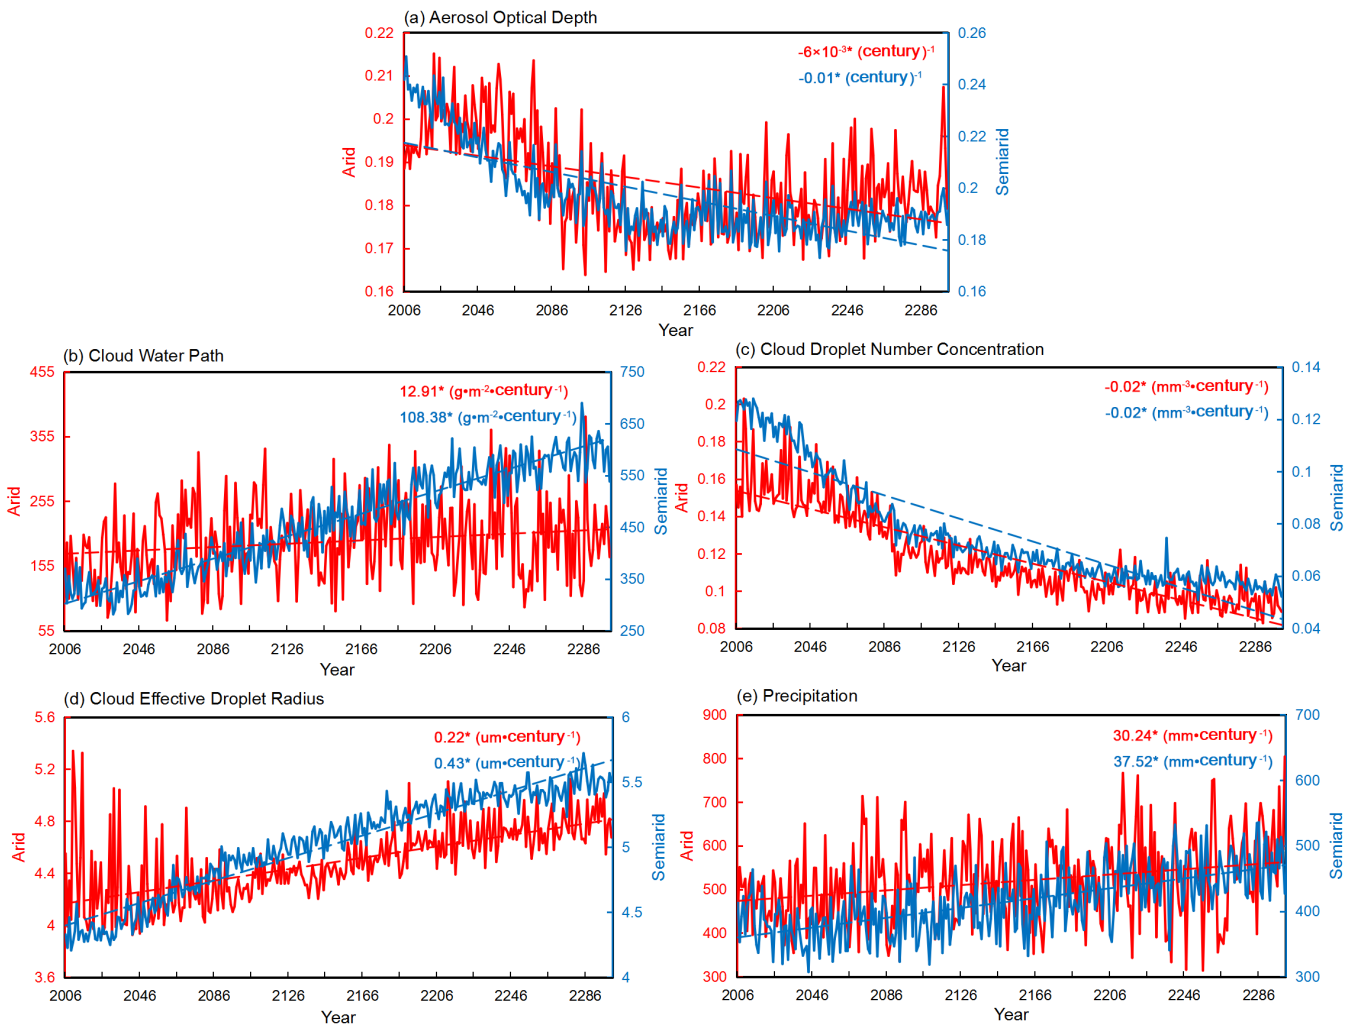 (a) Aerosol Optical Depth
0.22 0.26
-6×10⁻³* (century)⁻¹
-0.01* (century)⁻¹
0.21 0.24
0.2 0.22
0.19
0.18 0.2
0.17 0.18
0.16 0.16
Arid
Semiarid
2006 2046 2086 2126 2166 2206 2246 2286
Year
(b) Cloud Water Path
455 750
12.91* (g•m⁻²•century⁻¹)
108.38* (g•m⁻²•century⁻¹)
355 650
255 550
155 450
350
55 250
Arid
Semiarid
2006 2046 2086 2126 2166 2206 2246 2286
Year
(c) Cloud Droplet Number Concentration
0.22 0.14
-0.02* (mm⁻³•century⁻¹)
-0.02* (mm⁻³•century⁻¹)
0.2 0.12
0.18
0.16 0.1
0.14 0.08
0.12
0.1 0.06
0.08 0.04
Arid
Semiarid
2006 2046 2086 2126 2166 2206 2246 2286
Year
(d) Cloud Effective Droplet Radius
5.6 6
0.22* (um•century⁻¹)
0.43* (um•century⁻¹)
5.2 5.5
4.8 5
4.4
4 4.5
3.6 4
Arid
Semiarid
2006 2046 2086 2126 2166 2206 2246 2286
Year
(e) Precipitation
900 700
30.24* (mm•century⁻¹)
37.52* (mm•century⁻¹)
800 600
700
600 500
500
400 400
300 300
Arid
Semiarid
2006 2046 2086 2126 2166 2206 2246 2286
Year